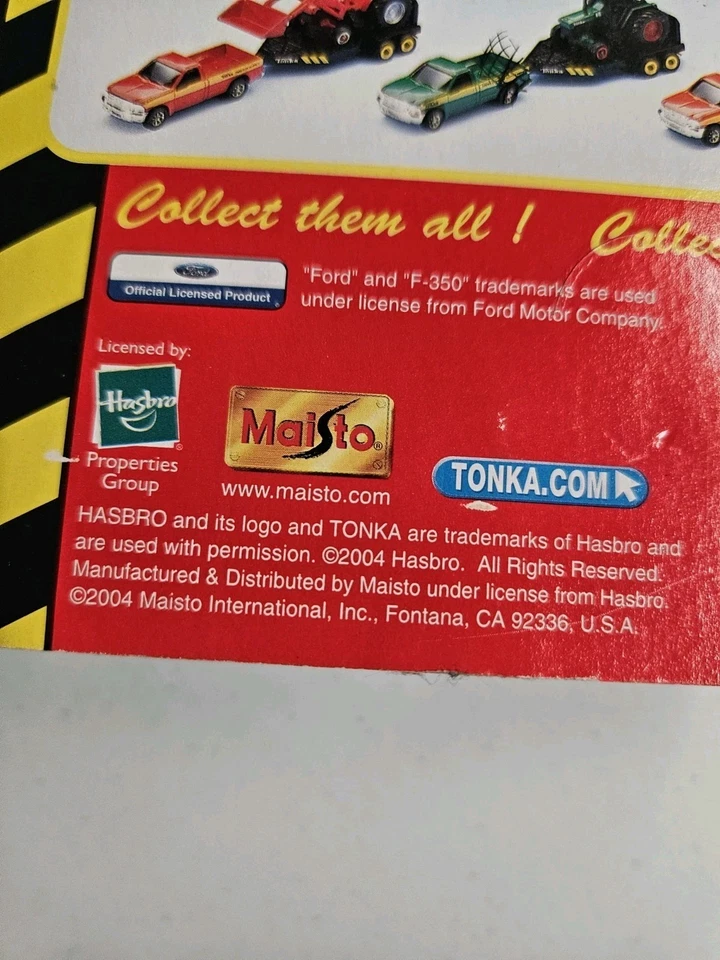 Collect them all !
Ford
Official Licensed Product
"Ford" and "F-350" trademarks are used
under license from Ford Motor Company.
Licensed by:
Hasbro
Properties
Group
Maisto®
www.maisto.com
TONKA.COM
HASBRO and its logo and TONKA are trademarks of Hasbro and
are used with permission. ©2004 Hasbro. All Rights Reserved.
Manufactured & Distributed by Maisto under license from Hasbro.
©2004 Maisto International, Inc., Fontana, CA 92336, U.S.A.